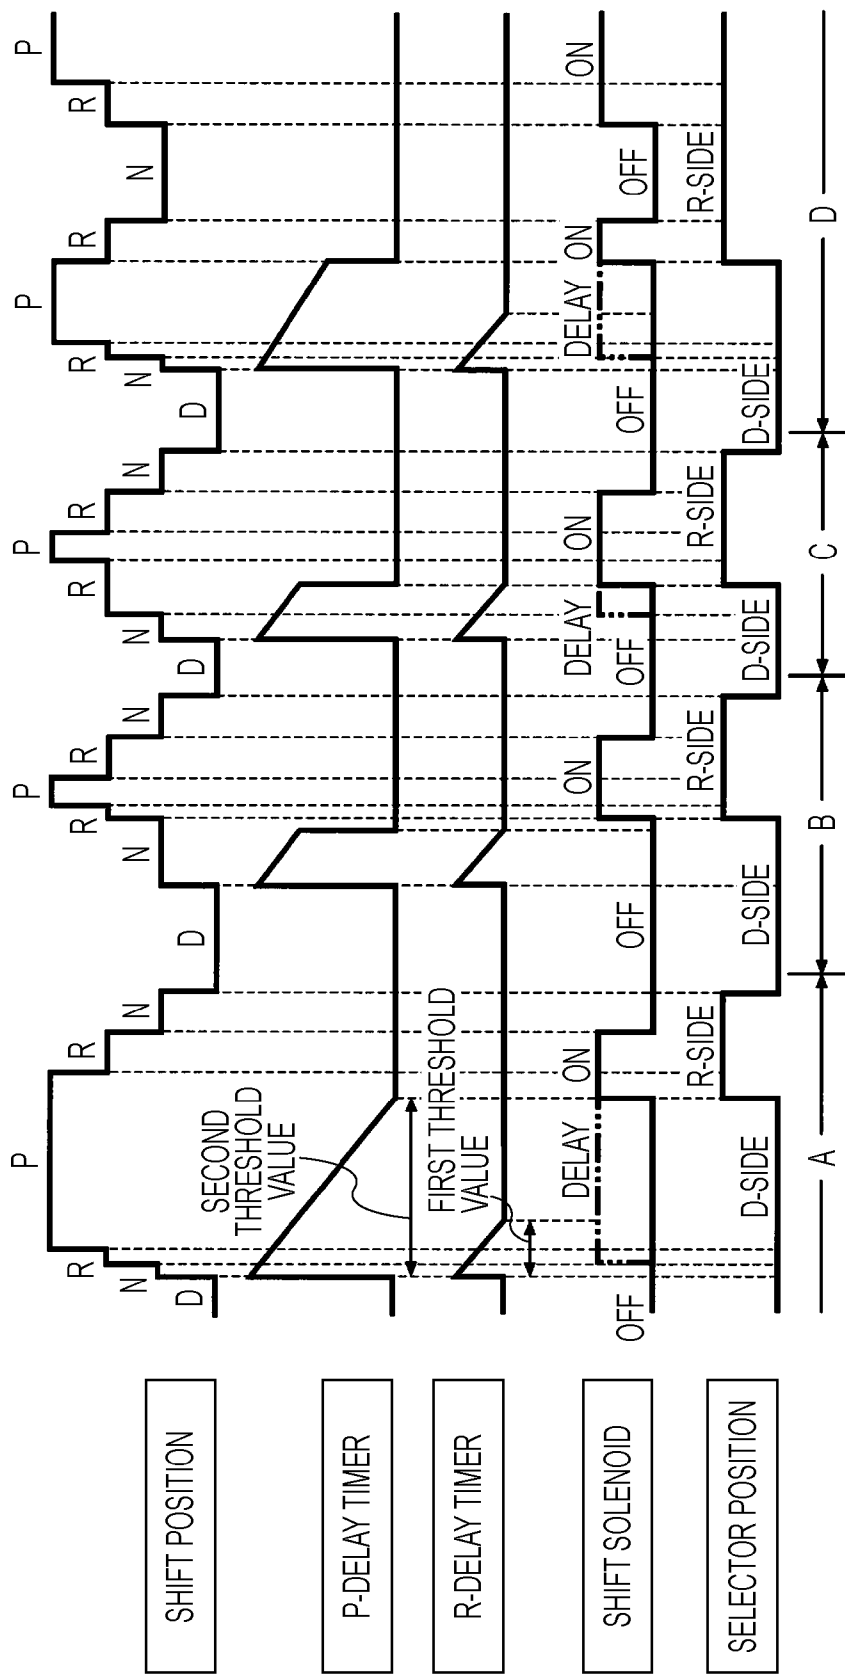 P P P P P
R R R R R R R R R
N N N N N N N N
SHIFT POSITION
D D D D
SECOND
THRESHOLD
VALUE
P-DELAY TIMER
FIRST THRESHOLD
VALUE
R-DELAY TIMER
DELAY ON ON DELAY ON DELAY ON ON
SHIFT SOLENOID
OFF OFF OFF OFF OFF
R-SIDE R-SIDE R-SIDE R-SIDE
SELECTOR POSITION
D-SIDE D-SIDE D-SIDE D-SIDE
A B C D